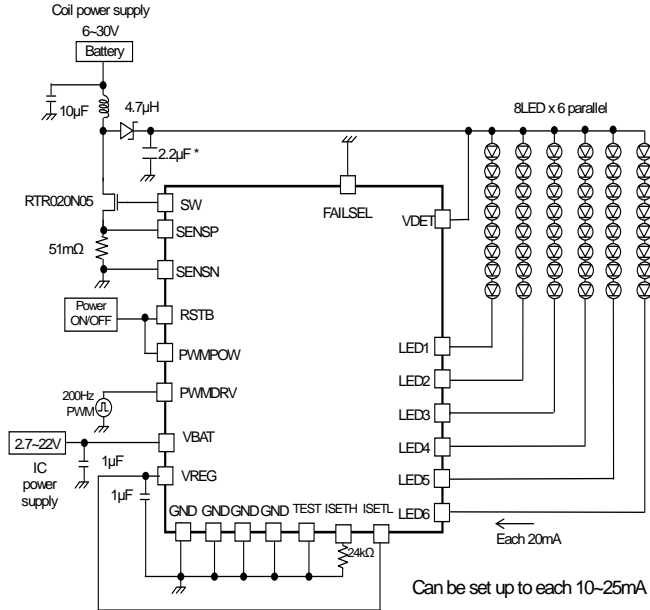 Coil power supply
6~30V
Battery
10µF
4.7µH
2.2µF *
8LED x 6 parallel
RTR020N05
SW
FAILSEL
VDET
SENSP
51mΩ
SENSN
Power
ON/OFF
RSTB
PWMPOW
LED1
LED2
200Hz
PWM
PWMDRV
LED3
2.7~22V
VBAT
LED4
IC
power
supply
1µF
VREG
LED5
1µF
GND GND GND GND TEST ISETH ISETL
LED6
24kΩ
Each 20mA
Can be set up to each 10~25mA